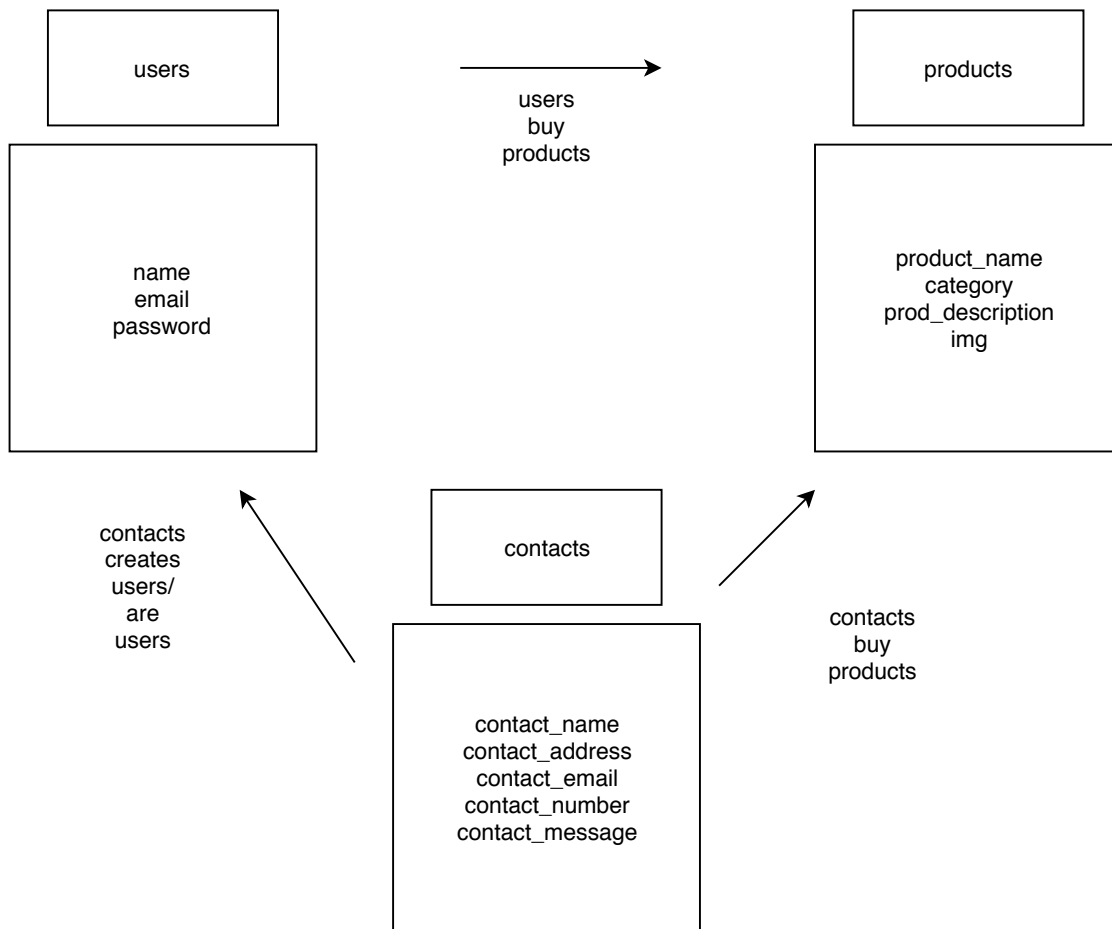 users
users
buy
products
products
name
email
password
product_name
category
prod_description
img
contacts
creates
users/
are
users
contacts
contacts
buy
products
contact_name
contact_address
contact_email
contact_number
contact_message